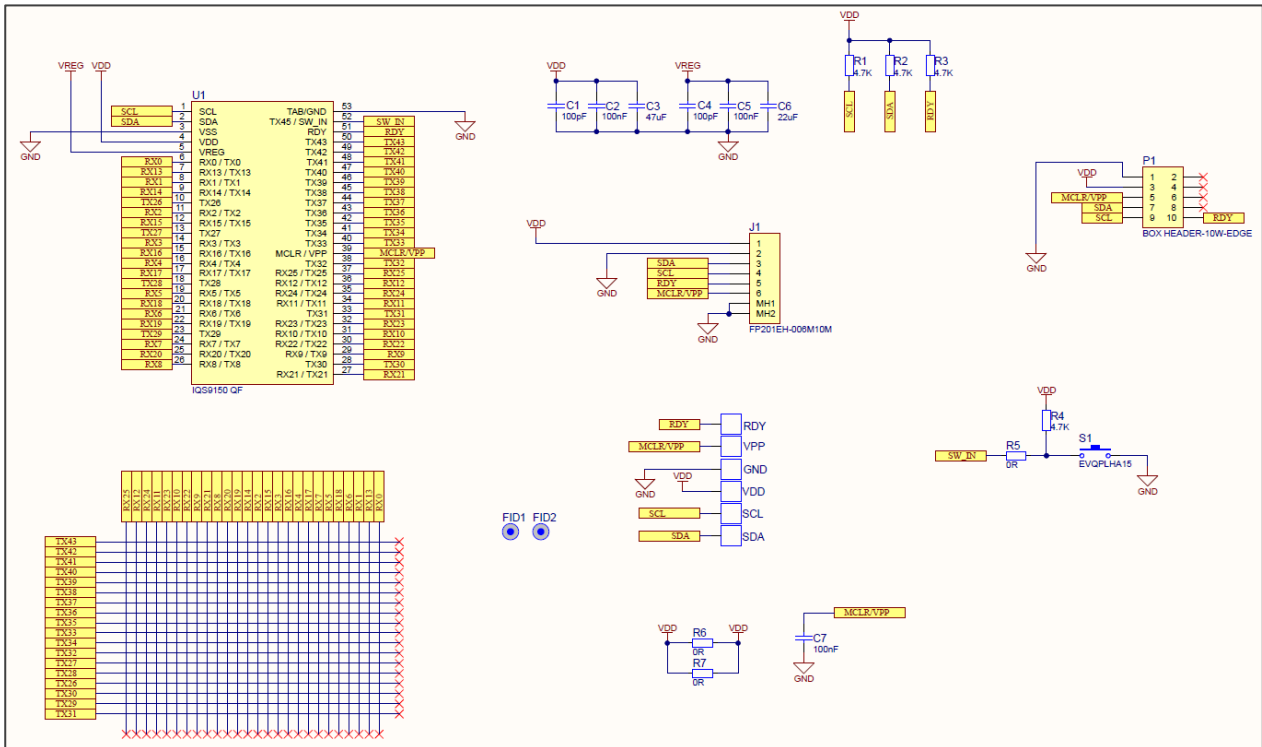 VREG VDD
U1
SCL 1 SCL TAB/GND 53
SDA 2 SDA TX45 / SW_IN 52 SW_IN
3 VSS RDY 51 RDY
4 VDD TX43 50 TX43
5 VREG TX42 49 TX42
RX0 6 RX0 / TX0 TX41 48 TX41
RX13 7 RX13 / TX13 TX40 47 TX40
RX1 8 RX1 / TX1 TX39 46 TX39
RX14 9 RX14 / TX14 TX38 45 TX38
TX26 10 TX26 TX37 44 TX37
RX2 11 RX2 / TX2 TX36 43 TX36
RX15 12 RX15 / TX15 TX35 42 TX35
TX27 13 TX27 TX34 41 TX34
RX3 14 RX3 / TX3 TX33 40 TX33
RX16 15 RX16 / TX16 MCLR / VPP 39 MCLR/VPP
RX4 16 RX4 / TX4 TX32 38 TX32
RX17 17 RX17 / TX17 RX25 / TX25 37 RX25
TX28 18 TX28 RX12 / TX12 36 RX12
RX5 19 RX5 / TX5 RX24 / TX24 35 RX24
RX18 20 RX18 / TX18 RX11 / TX11 34 RX11
RX6 21 RX6 / TX6 TX31 33 TX31
RX19 22 RX19 / TX19 RX23 / TX23 32 RX23
TX29 23 TX29 RX10 / TX10 31 RX10
RX7 24 RX7 / TX7 RX22 / TX22 30 RX22
RX20 25 RX20 / TX20 RX9 / TX9 29 RX9
RX8 26 RX8 / TX8 TX30 28 TX30
RX21 / TX21 27 RX21
IQS9150 QF
GND
GND
VDD
C1 C2 C3
100pF 100nF 47uF
VREG
C4 C5 C6
100pF 100nF 22uF
GND
VDD
R1 R2 R3
4.7K 4.7K 4.7K
SCL SDA RDY
P1
1 2
VDD 3 4
MCLR/VPP 5 6
SDA 7 8
SCL 9 10 RDY
BOX HEADER-10W-EDGE
GND
VDD
J1
1
2
SDA 3
SCL 4
RDY 5
MCLR/VPP 6
MH1
MH2
GND
GND
FP201EH-006M10M
RDY RDY
MCLR/VPP VPP
GND GND
VDD VDD
SCL SCL
SDA SDA
VDD
R4
4.7K
SW_IN R5
0R
S1
EVQPLHA15
GND
FID1 FID2
RX25 RX12 RX24 RX11 RX23 RX10 RX22 RX9 RX21 RX8 RX20 RX19 RX14 RX2 RX15 RX3 RX16 RX4 RX17 RX7 RX5 RX18 RX6 RX1 RX13 RX0
TX43
TX42
TX41
TX40
TX39
TX38
TX37
TX36
TX35
TX33
TX34
TX32
TX27
TX28
TX26
TX30
TX29
TX31
VDD R6 VDD
0R
R7
0R
MCLR/VPP
C7
100nF
GND